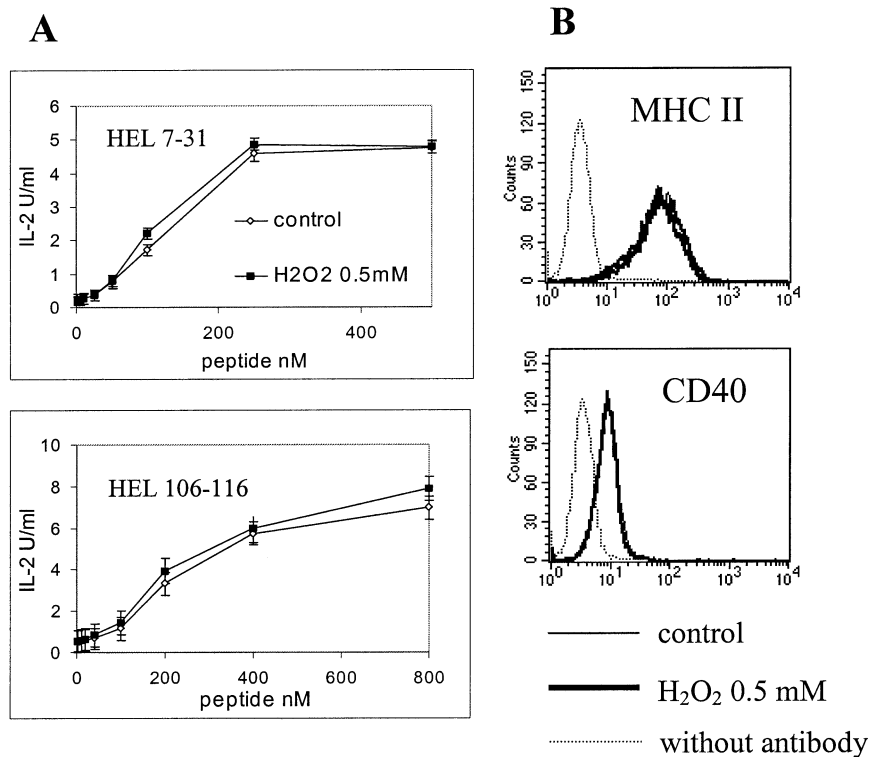 A
B
6
5
4
3
2
1
0
IL-2 U/ml
HEL 7-31
control
H2O2 0.5mM
0 200 400
peptide nM
10
8
6
4
2
0
IL-2 U/ml
HEL 106-116
0 200 400 600 800
peptide nM
150
120
90
60
30
0
Counts
MHC II
10⁰ 10¹ 10² 10³ 10⁴
150
120
90
60
30
0
Counts
CD40
10⁰ 10¹ 10² 10³ 10⁴
control
H₂O₂ 0.5 mM
without antibody